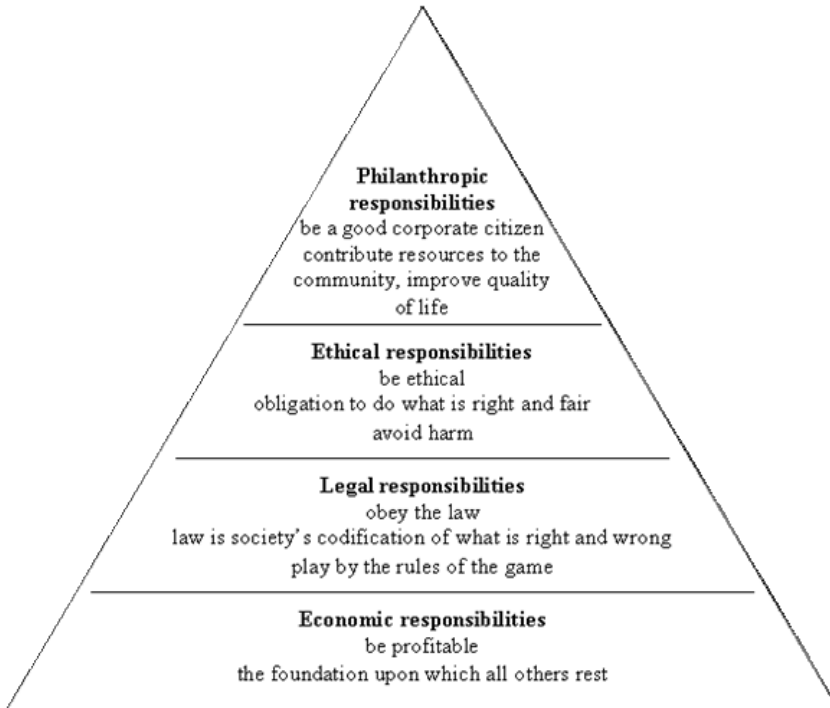 Philanthropic
responsibilities
be a good corporate citizen
contribute resources to the
community, improve quality
of life
Ethical responsibilities
be ethical
obligation to do what is right and fair
avoid harm
Legal responsibilities
obey the law
law is society's codification of what is right and wrong
play by the rules of the game
Economic responsibilities
be profitable
the foundation upon which all others rest